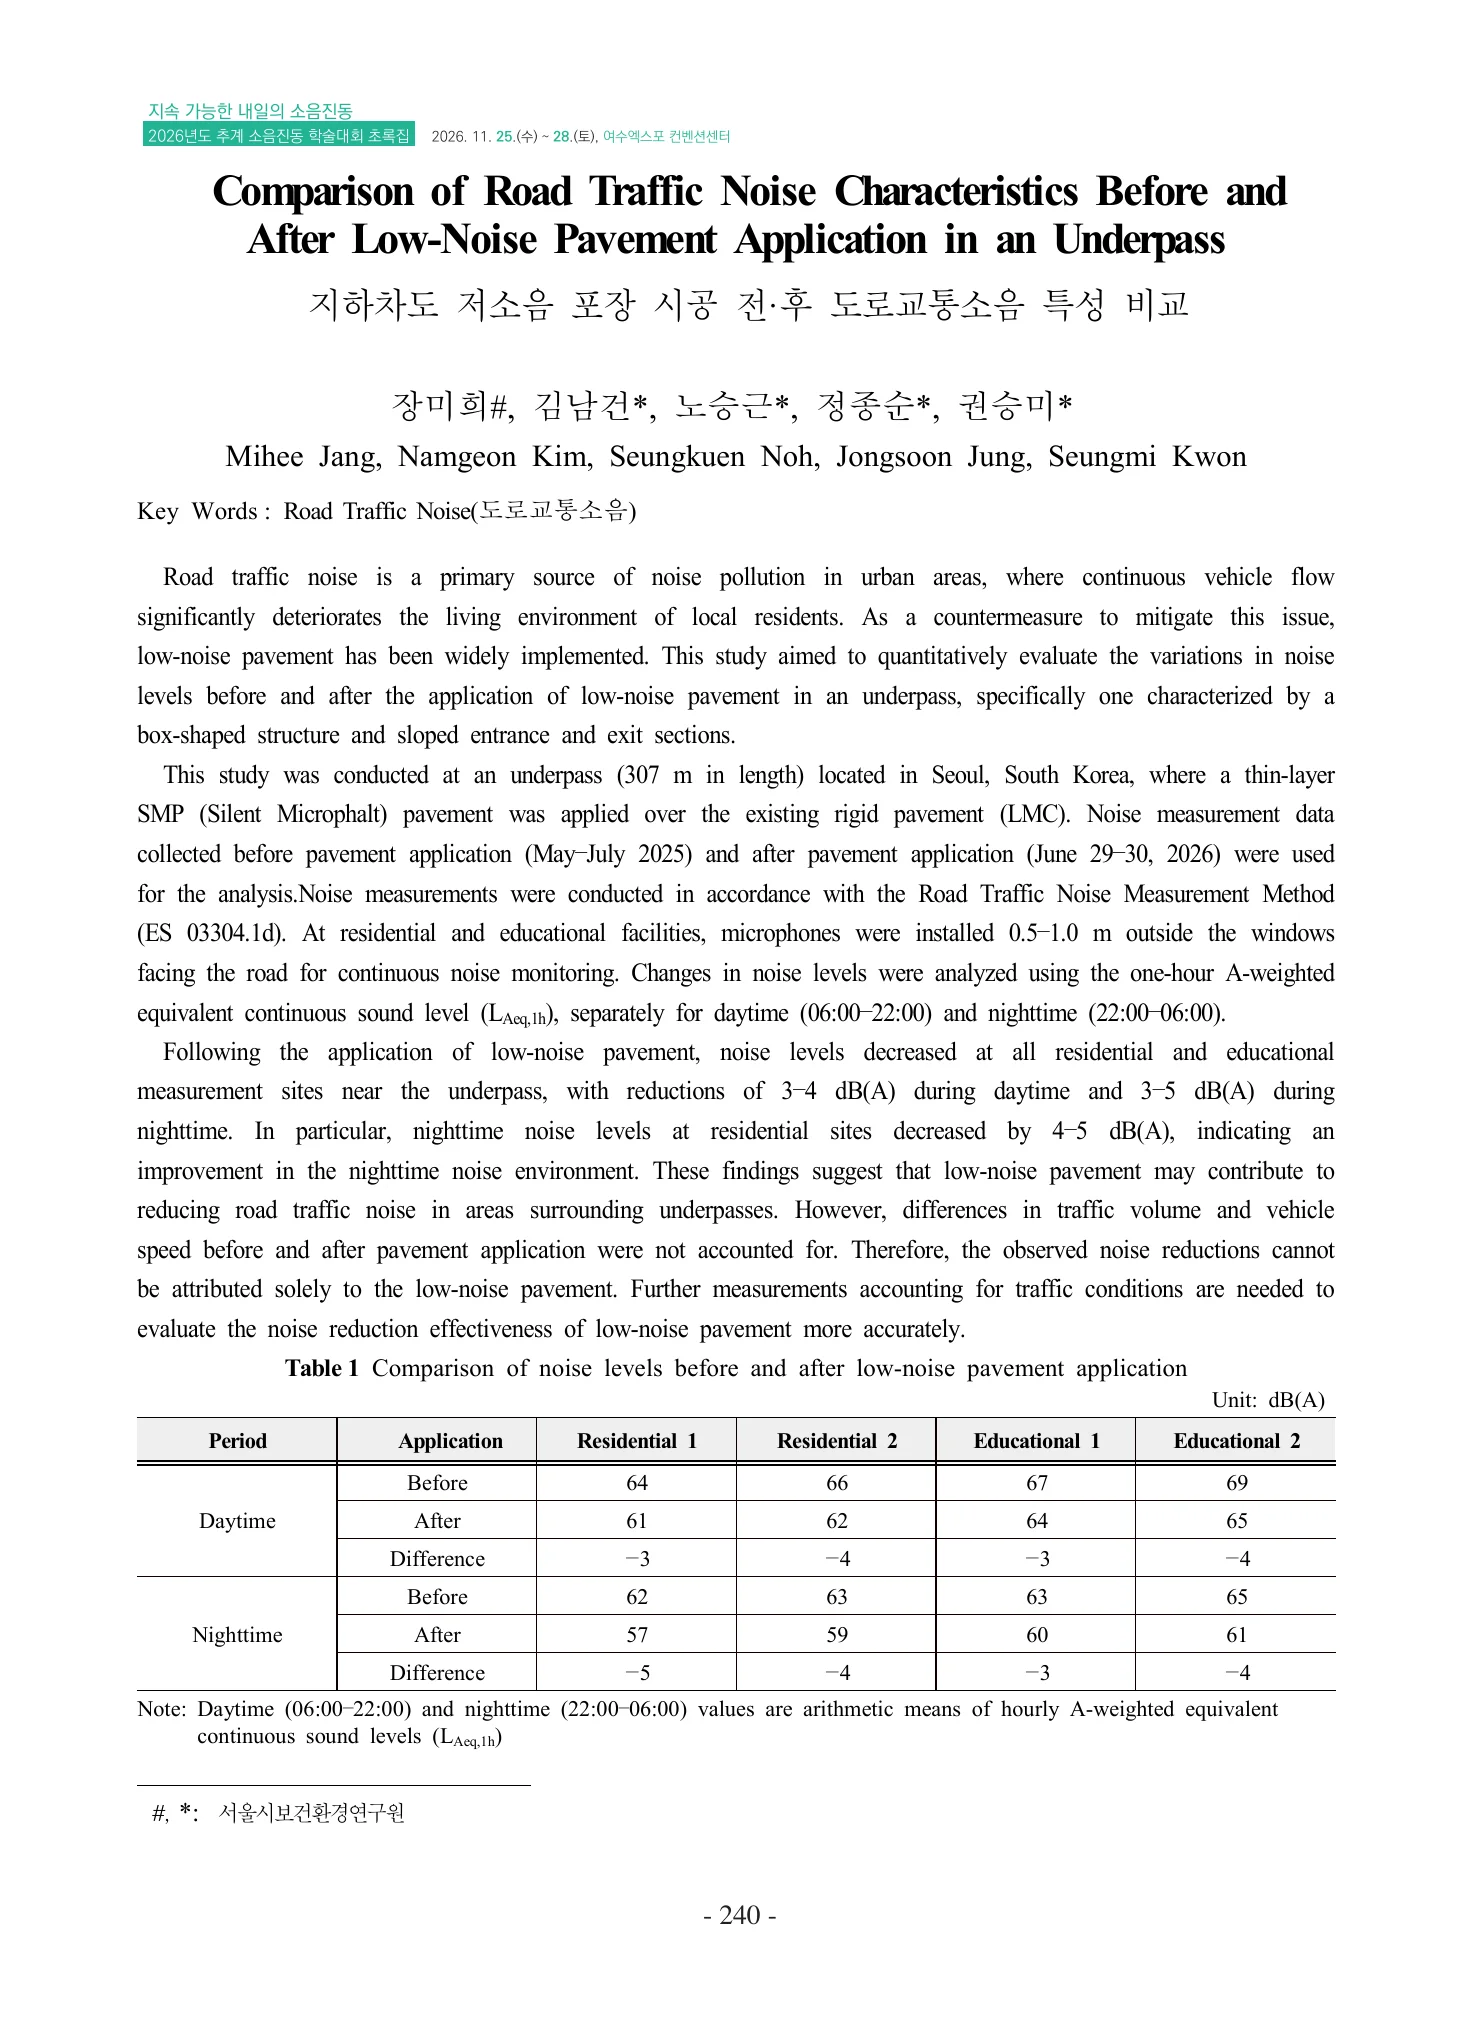 지속 가능한 내일의 소음진동
2026년도 추계 소음진동 학술대회 초록집 2026. 11. 25.(수) ~ 28.(토), 여수엑스포 컨벤션센터
Comparison of Road Traffic Noise Characteristics Before and
After Low-Noise Pavement Application in an Underpass
지하차도 저소음 포장 시공 전·후 도로교통소음 특성 비교
장미희#, 김남건*, 노승근*, 정종순*, 권승미*
Mihee Jang, Namgeon Kim, Seungkuen Noh, Jongsoon Jung, Seungmi Kwon
Key Words : Road Traffic Noise(도로교통소음)
Road traffic noise is a primary source of noise pollution in urban areas, where continuous vehicle flow
significantly deteriorates the living environment of local residents. As a countermeasure to mitigate this issue,
low-noise pavement has been widely implemented. This study aimed to quantitatively evaluate the variations in noise
levels before and after the application of low-noise pavement in an underpass, specifically one characterized by a
box-shaped structure and sloped entrance and exit sections.
This study was conducted at an underpass (307 m in length) located in Seoul, South Korea, where a thin-layer
SMP (Silent Microphalt) pavement was applied over the existing rigid pavement (LMC). Noise measurement data
collected before pavement application (May–July 2025) and after pavement application (June 29–30, 2026) were used
for the analysis.Noise measurements were conducted in accordance with the Road Traffic Noise Measurement Method
(ES 03304.1d). At residential and educational facilities, microphones were installed 0.5–1.0 m outside the windows
facing the road for continuous noise monitoring. Changes in noise levels were analyzed using the one-hour A-weighted
equivalent continuous sound level (LAeq,1h), separately for daytime (06:00–22:00) and nighttime (22:00–06:00).
Following the application of low-noise pavement, noise levels decreased at all residential and educational
measurement sites near the underpass, with reductions of 3–4 dB(A) during daytime and 3–5 dB(A) during
nighttime. In particular, nighttime noise levels at residential sites decreased by 4–5 dB(A), indicating an
improvement in the nighttime noise environment. These findings suggest that low-noise pavement may contribute to
reducing road traffic noise in areas surrounding underpasses. However, differences in traffic volume and vehicle
speed before and after pavement application were not accounted for. Therefore, the observed noise reductions cannot
be attributed solely to the low-noise pavement. Further measurements accounting for traffic conditions are needed to
evaluate the noise reduction effectiveness of low-noise pavement more accurately.
Table 1 Comparison of noise levels before and after low-noise pavement application
Unit: dB(A)
Period Application Residential 1 Residential 2 Educational 1 Educational 2
Before 64 66 67 69
Daytime After 61 62 64 65
Difference −3 −4 −3 −4
Before 62 63 63 65
Nighttime After 57 59 60 61
Difference −5 −4 −3 −4
Note: Daytime (06:00–22:00) and nighttime (22:00–06:00) values are arithmetic means of hourly A-weighted equivalent
continuous sound levels (LAeq,1h)
#, *: 서울시보건환경연구원
- 240 -